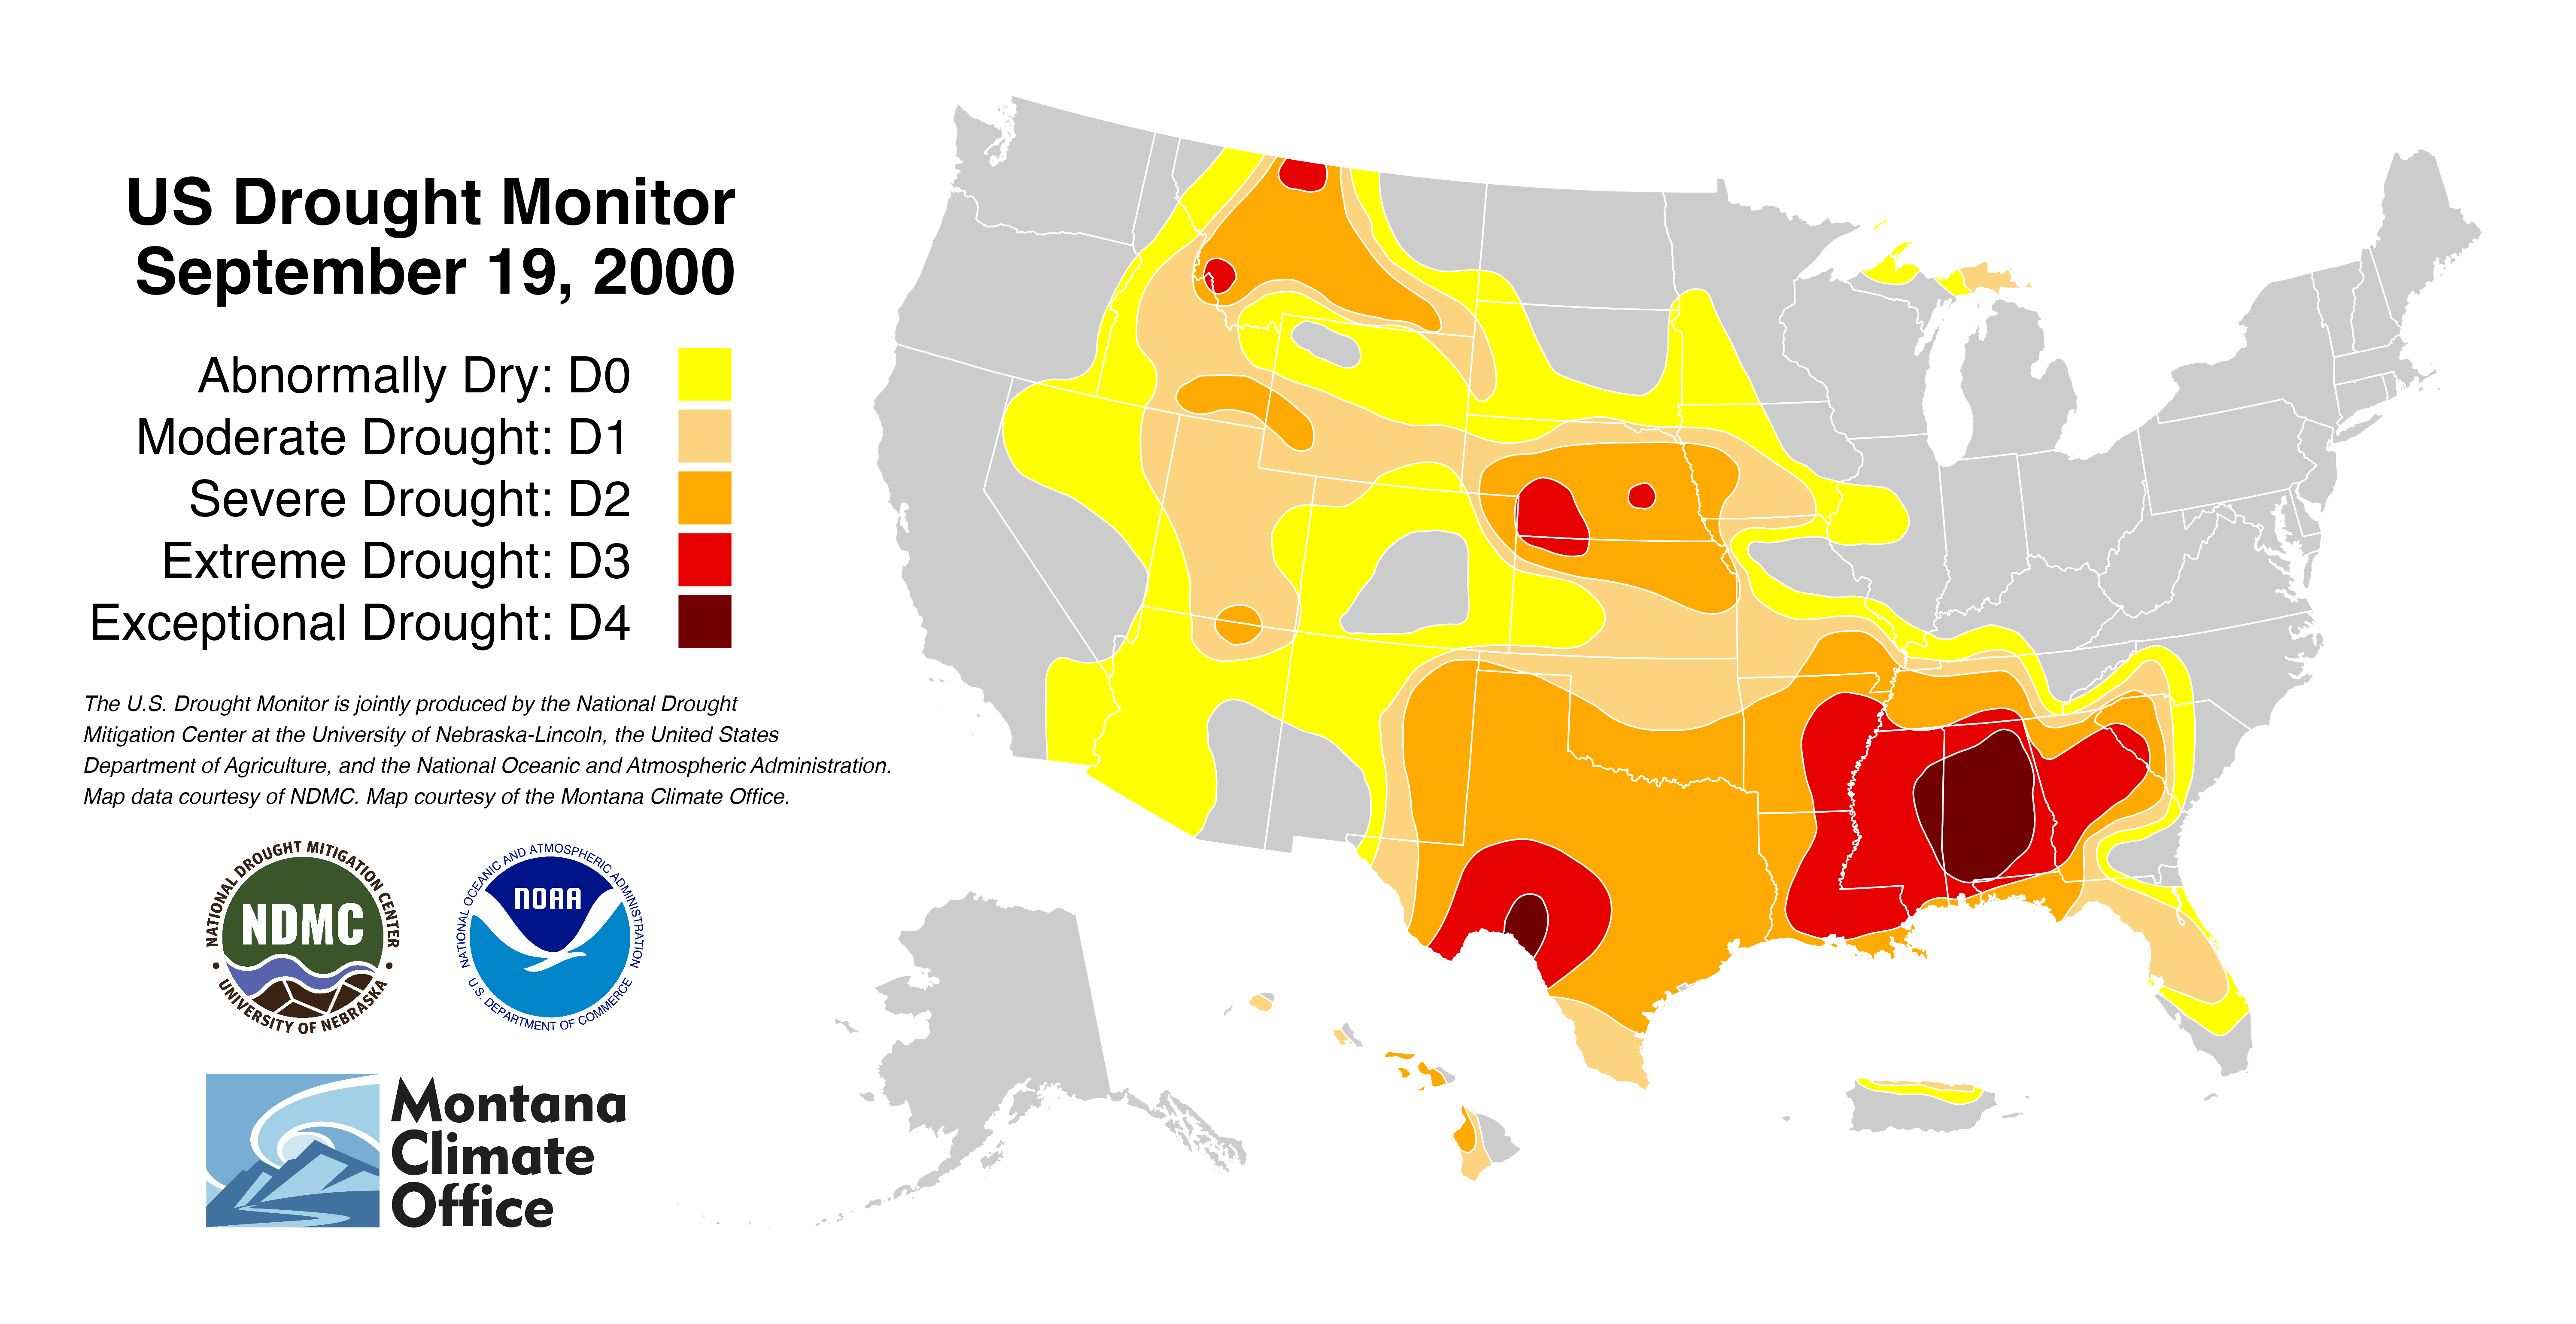 US Drought Monitor
September 19, 2000
Abnormally Dry: D0
Moderate Drought: D1
Severe Drought: D2
Extreme Drought: D3
Exceptional Drought: D4
The U.S. Drought Monitor is jointly produced by the National Drought
Mitigation Center at the University of Nebraska-Lincoln, the United States
Department of Agriculture, and the National Oceanic and Atmospheric Administration.
Map data courtesy of NDMC. Map courtesy of the Montana Climate Office.
NATIONAL DROUGHT MITIGATION CENTER
NDMC
UNIVERSITY OF NEBRASKA
NATIONAL OCEANIC AND ATMOSPHERIC ADMINISTRATION
NOAA
U.S. DEPARTMENT OF COMMERCE
Montana
Climate
Office